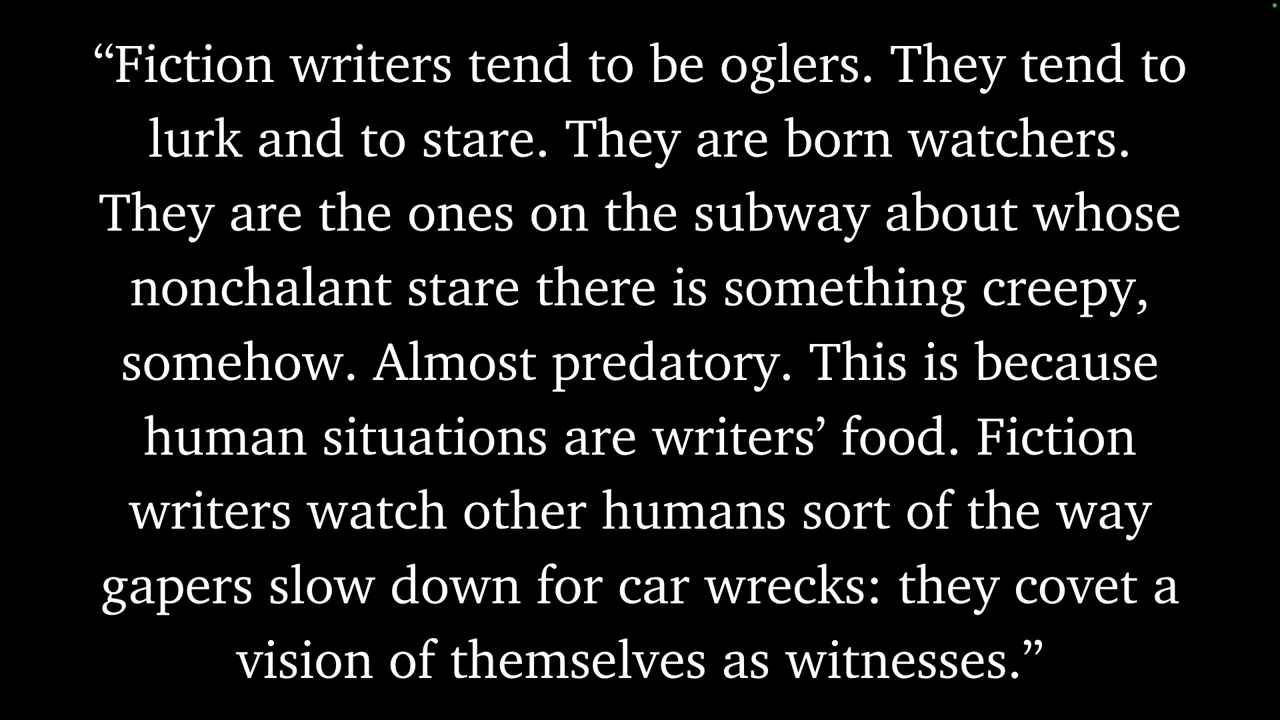 “Fiction writers tend to be oglers. They tend to
lurk and to stare. They are born watchers.
They are the ones on the subway about whose
nonchalant stare there is something creepy,
somehow. Almost predatory. This is because
human situations are writers’ food. Fiction
writers watch other humans sort of the way
gapers slow down for car wrecks: they covet a
vision of themselves as witnesses.”